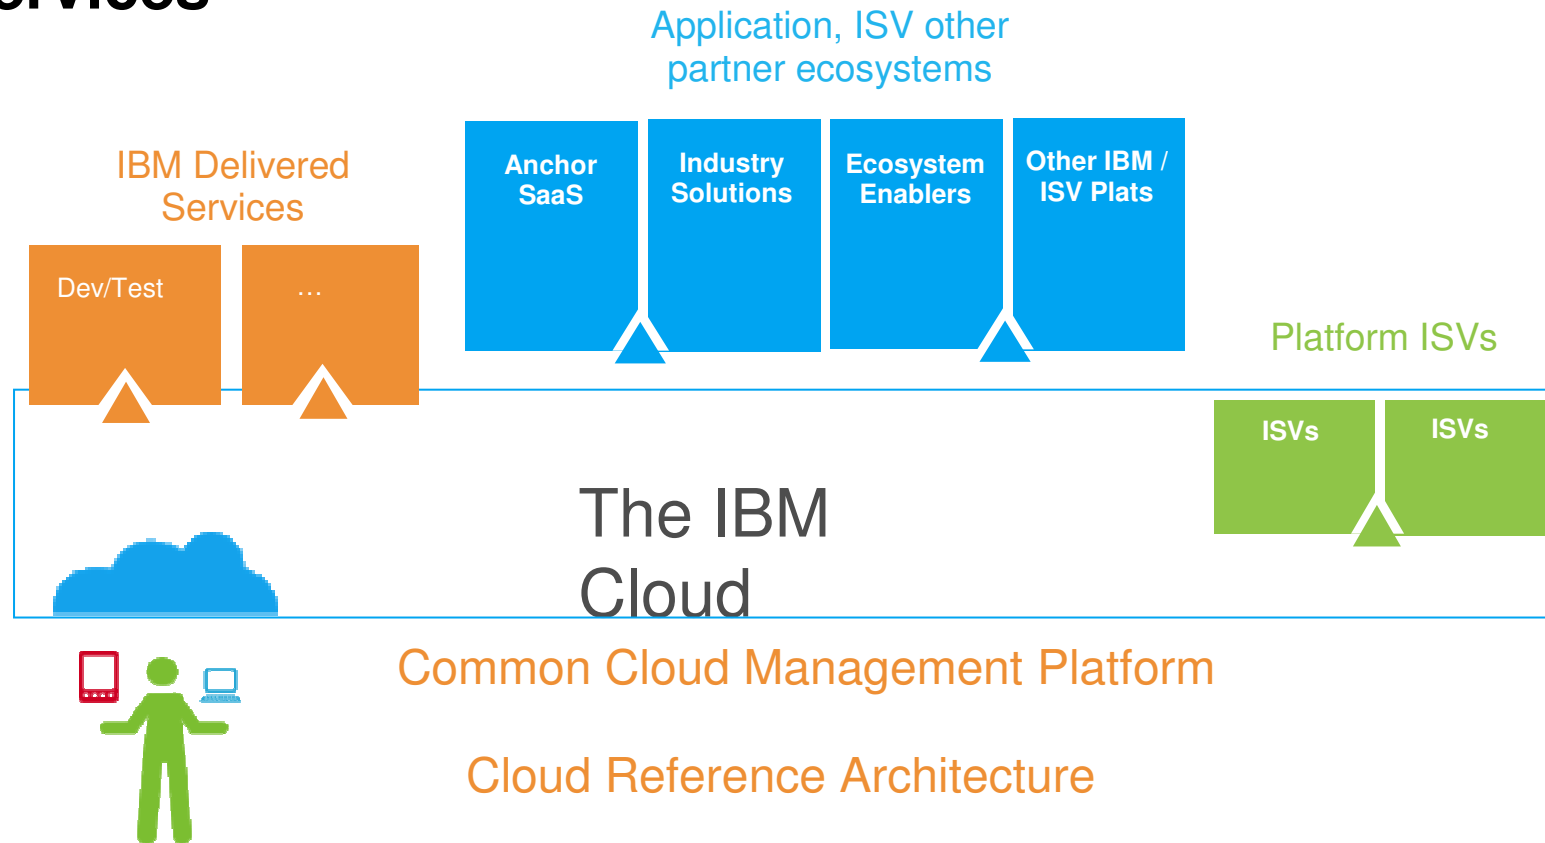 Application, ISV other
partner ecosystems
IBM Delivered
Services
Anchor
SaaS
Industry
Solutions
Ecosystem
Enablers
Other IBM /
ISV Plats
Dev/Test
...
Platform ISVs
ISVs
ISVs
The IBM
Cloud
Common Cloud Management Platform
Cloud Reference Architecture